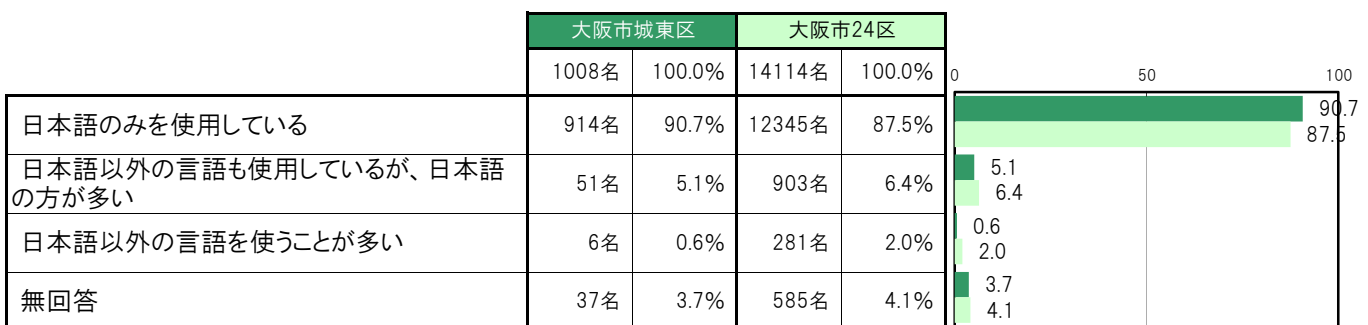 大阪市城東区 大阪市24区
1008名 100.0% 14114名 100.0% 0 50 100
日本語のみを使用している 914名 90.7% 12345名 87.5% 90.7
87.5
日本語以外の言語も使用しているが、日本語
の方が多い 51名 5.1% 903名 6.4% 5.1
6.4
日本語以外の言語を使うことが多い 6名 0.6% 281名 2.0% 0.6
2.0
無回答 37名 3.7% 585名 4.1% 3.7
4.1